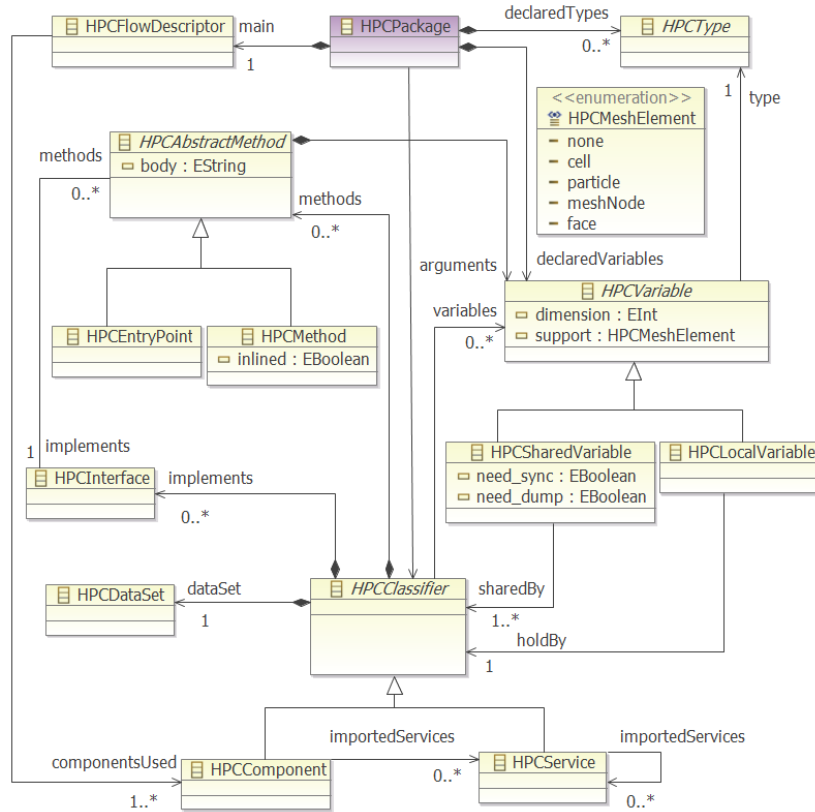 declaredTypes
HPCFlowDescriptor
main
HPCPackage
HPCType
1
0..*
1
type
<<enumeration>>
HPCMeshElement
none
cell
particle
meshNode
face
HPCAbstractMethod
body : EString
methods
0..*
methods
0..*
arguments
declaredVariables
HPCVariable
dimension : EInt
support : HPCMeshElement
variables
0..*
HPCEntryPoint
HPCMethod
inlined : EBoolean
HPCSharedVariable
need_sync : EBoolean
need_dump : EBoolean
HPCLocalVariable
1
implements
HPCInterface
implements
0..*
HPCClassifier
HPCDataSet
dataSet
1
sharedBy
1..*
holdBy
1
importedServices
importedServices
componentsUsed
HPCComponent
HPCService
1..*
0..*
0..*